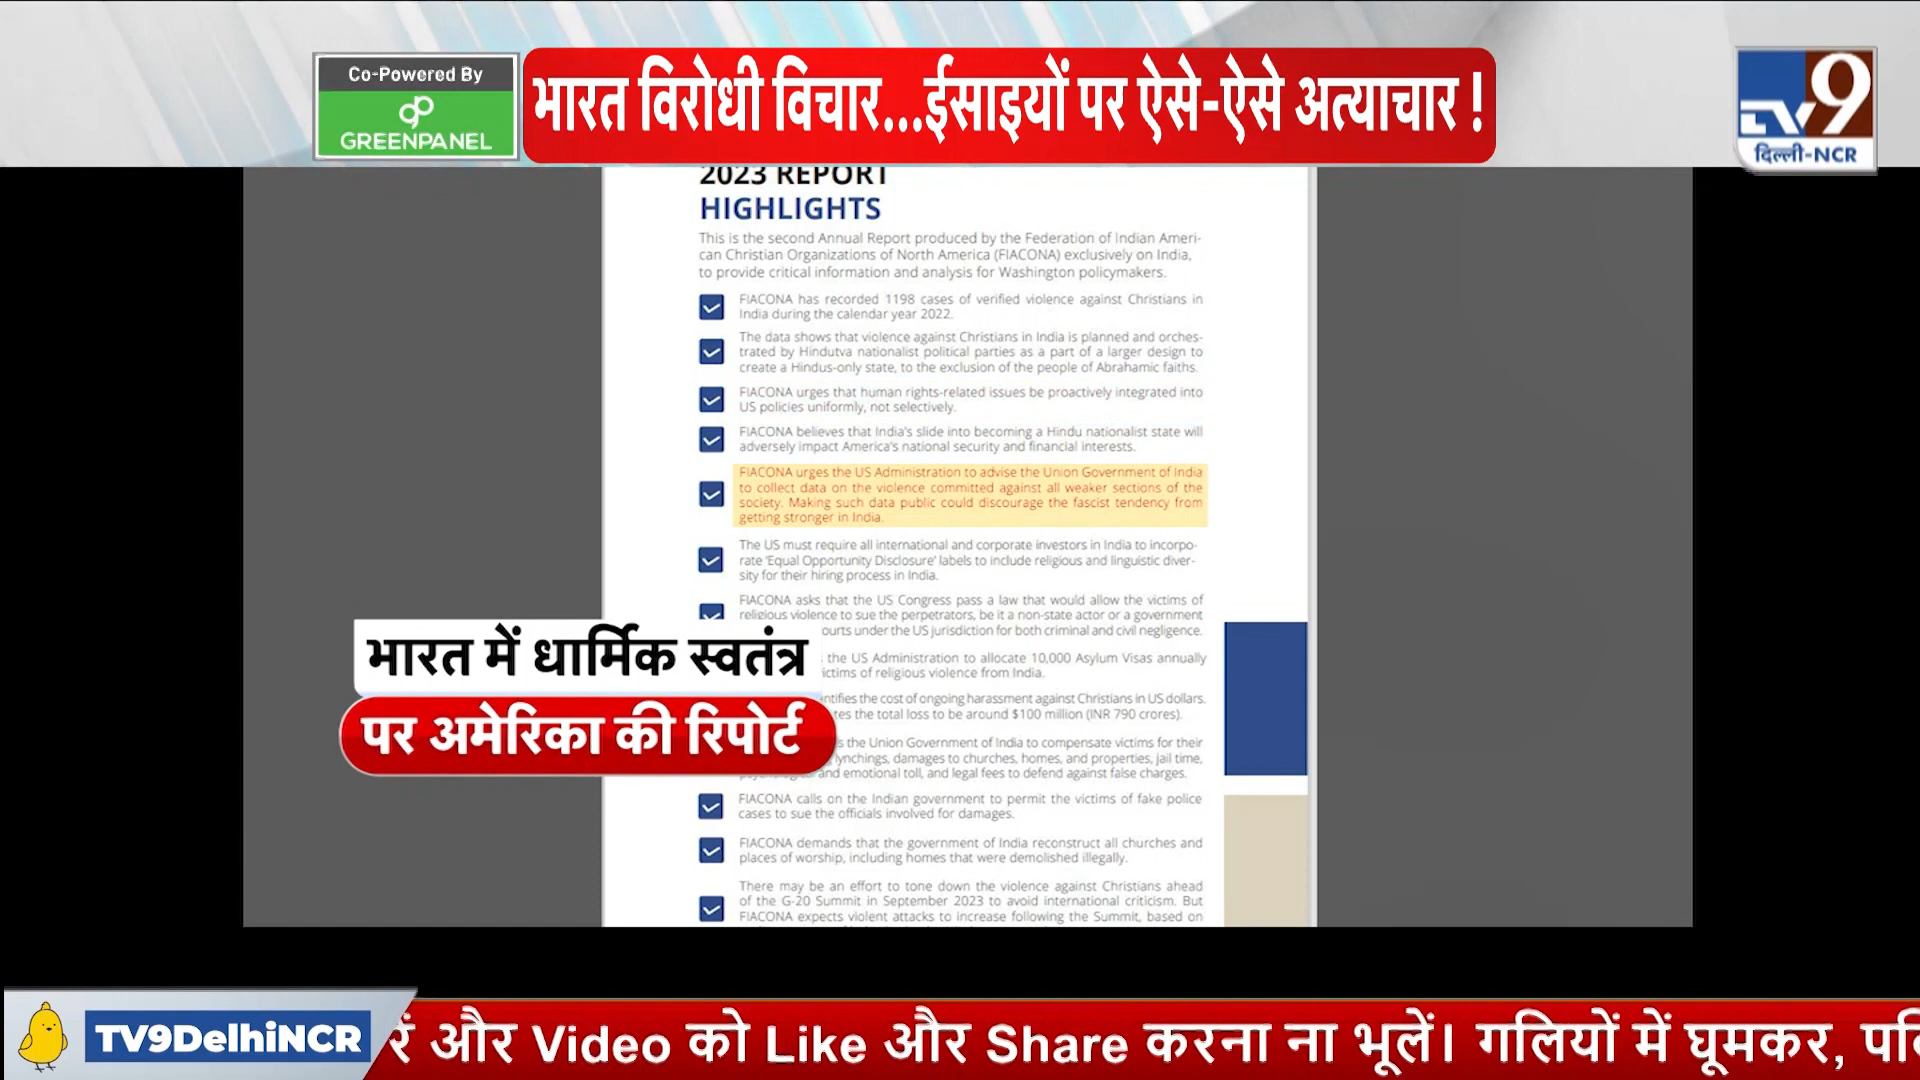 Co-Powered By
GREENPANEL
भारत विरोधी विचार...ईसाइयों पर ऐसे-ऐसे अत्याचार !
TV9
दिल्ली-NCR
2023 REPORT
HIGHLIGHTS
This is the second Annual Report produced by the Federation of Indian Ameri-
can Christian Organizations of North America (FIACONA) exclusively on India,
to provide critical information and analysis for Washington policymakers.
FIACONA has recorded 1198 cases of verified violence against Christians in
India during the calendar year 2022.
The data shows that violence against Christians in India is planned and orches-
trated by Hindutva nationalist political parties as a part of a larger design to
create a Hindus-only state, to the exclusion of the people of Abrahamic faiths.
FIACONA urges that human rights-related issues be proactively integrated into
US policies uniformly, not selectively.
FIACONA believes that India's slide into becoming a Hindu nationalist state will
adversely impact America's national security and financial interests.
FIACONA urges the US Administration to advise the Union Government of India
to collect data on the violence committed against all weaker sections of the
society. Making such data public could discourage the fascist tendency from
getting stronger in India.
The US must require all international and corporate investors in India to incorpo-
rate 'Equal Opportunity Disclosure' labels to include religious and linguistic diver-
sity for their hiring process in India.
FIACONA asks that the US Congress pass a law that would allow the victims of
religious violence to sue the perpetrators, be it a non-state actor or a government
ourts under the US jurisdiction for both criminal and civil negligence.
the US Administration to allocate 10,000 Asylum Visas annually
ictims of religious violence from India.
ntifies the cost of ongoing harassment against Christians in US dollars.
tes the total loss to be around $100 million (INR 790 crores).
s the Union Government of India to compensate victims for their
lynchings, damages to churches, homes, and properties, jail time,
and emotional toll, and legal fees to defend against false charges.
FIACONA calls on the Indian government to permit the victims of fake police
cases to sue the officials involved for damages.
FIACONA demands that the government of India reconstruct all churches and
places of worship, including homes that were demolished illegally.
There may be an effort to tone down the violence against Christians ahead
of the G-20 Summit in September 2023 to avoid international criticism. But
FIACONA expects violent attacks to increase following the Summit, based on
भारत में धार्मिक स्वतंत्र
पर अमेरिका की रिपोर्ट
TV9DelhiNCR
रें और Video को Like और Share करना ना भूलें। गलियों में घूमकर, पति